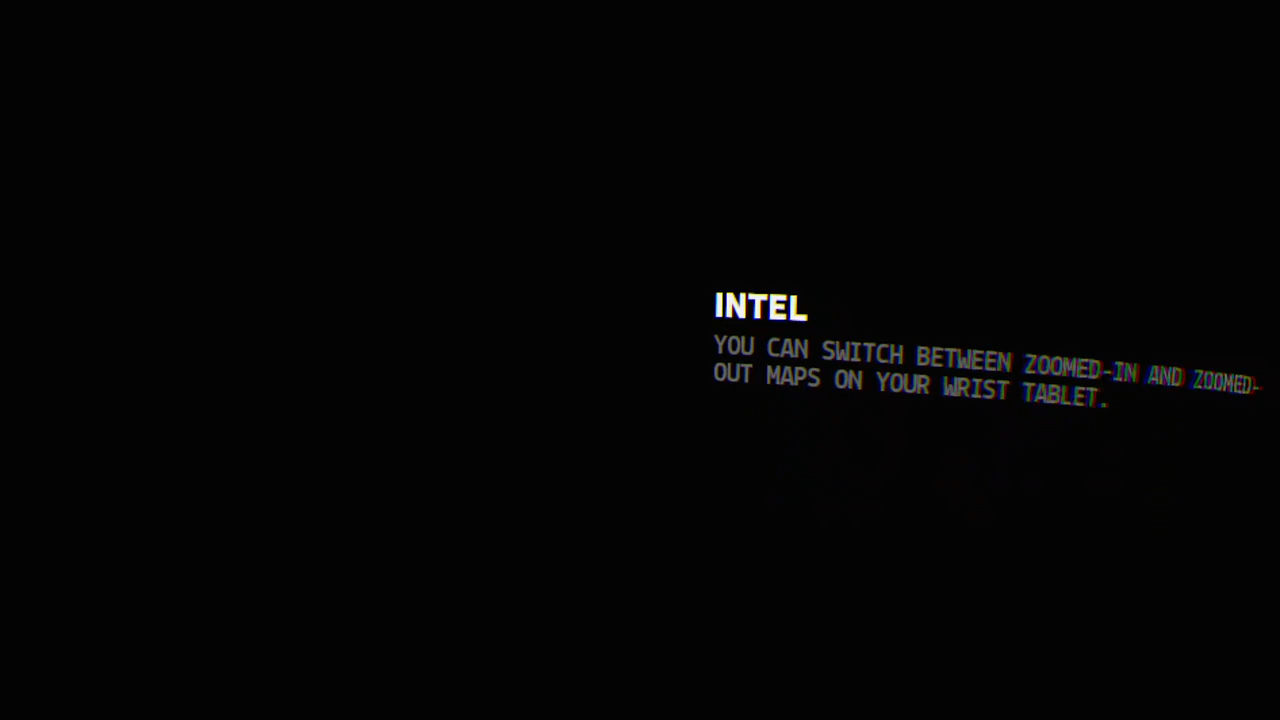 INTEL
YOU CAN SWITCH BETWEEN ZOOMED-IN AND ZOOMED-
OUT MAPS ON YOUR WRIST TABLET.